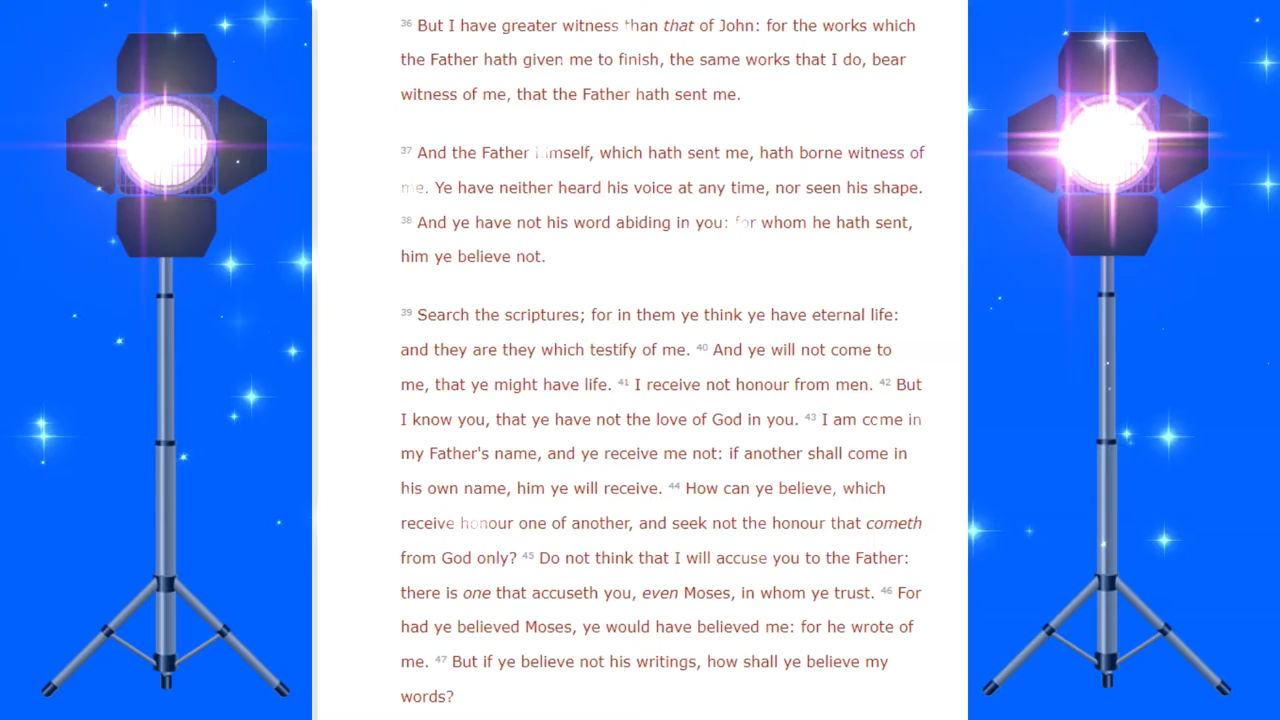 36 But I have greater witness than that of John: for the works which
the Father hath given me to finish, the same works that I do, bear
witness of me, that the Father hath sent me.
37 And the Father himself, which hath sent me, hath borne witness of
me. Ye have neither heard his voice at any time, nor seen his shape.
38 And ye have not his word abiding in you: for whom he hath sent,
him ye believe not.
39 Search the scriptures; for in them ye think ye have eternal life:
and they are they which testify of me. 40 And ye will not come to
me, that ye might have life. 41 I receive not honour from men. 42 But
I know you, that ye have not the love of God in you. 43 I am come in
my Father's name, and ye receive me not: if another shall come in
his own name, him ye will receive. 44 How can ye believe, which
receive honour one of another, and seek not the honour that cometh
from God only? 45 Do not think that I will accuse you to the Father:
there is one that accuseth you, even Moses, in whom ye trust. 46 For
had ye believed Moses, ye would have believed me: for he wrote of
me. 47 But if ye believe not his writings, how shall ye believe my
words?